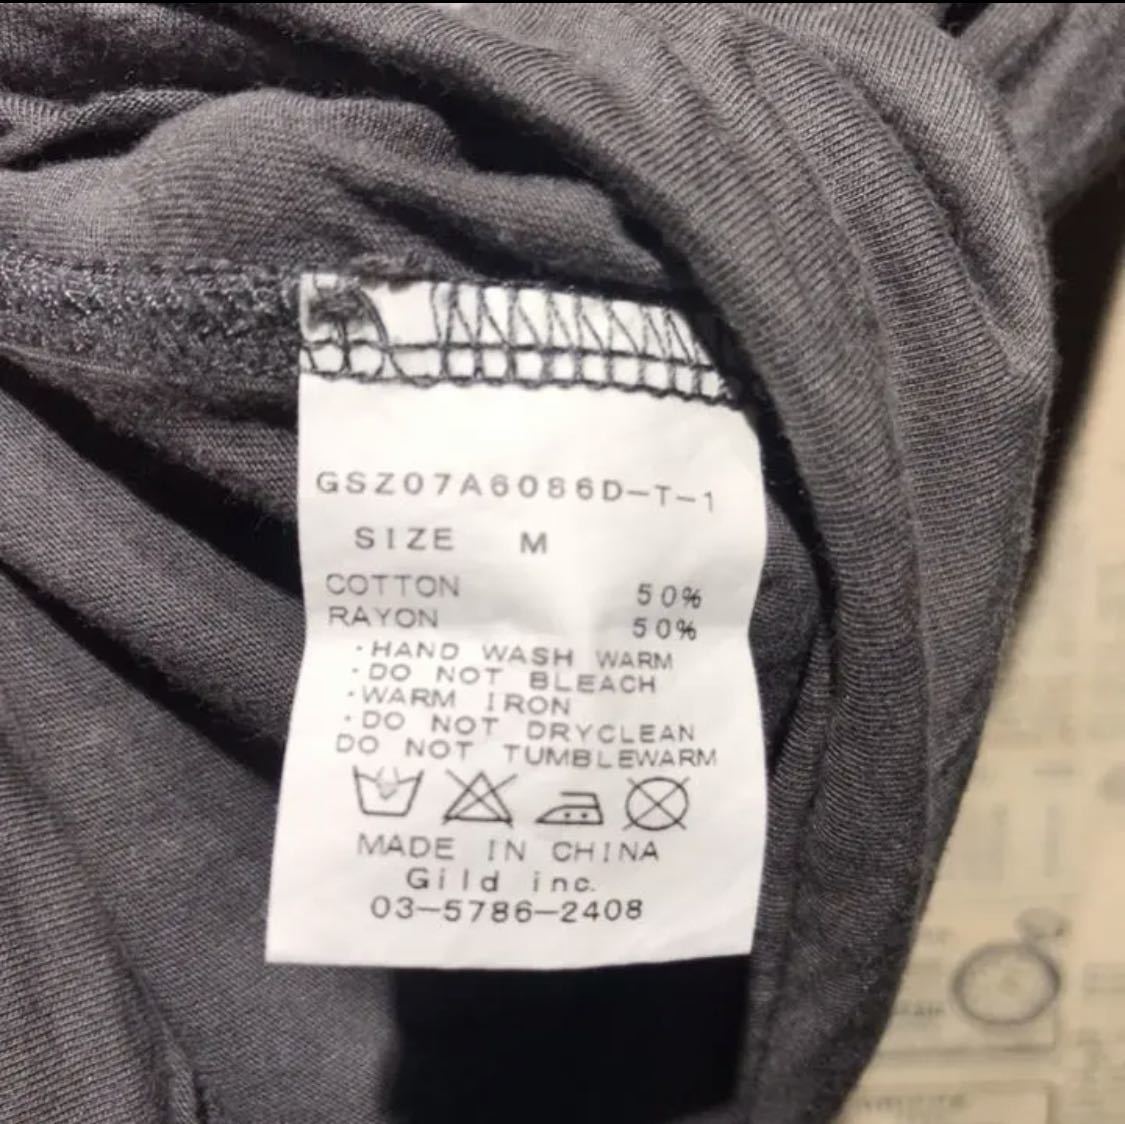 GSZ07A6086D-T-1
SIZE M
COTTON 50%
RAYON 50%
・HAND WASH WARM
・DO NOT BLEACH
・WARM IRON
・DO NOT DRYCLEAN
DO NOT TUMBLEWARM
MADE IN CHINA
Gild inc.
03-5786-2408